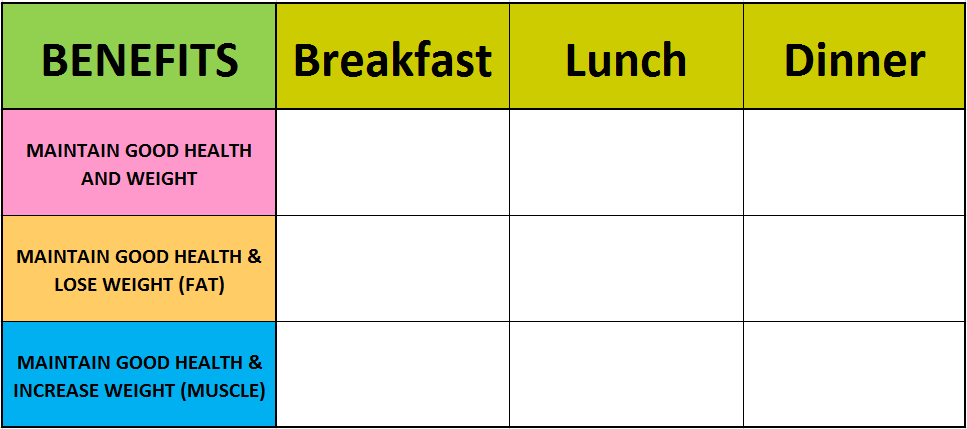 BENEFITS Breakfast Lunch Dinner
MAINTAIN GOOD HEALTH
AND WEIGHT
MAINTAIN GOOD HEALTH &
LOSE WEIGHT (FAT)
MAINTAIN GOOD HEALTH &
INCREASE WEIGHT (MUSCLE)